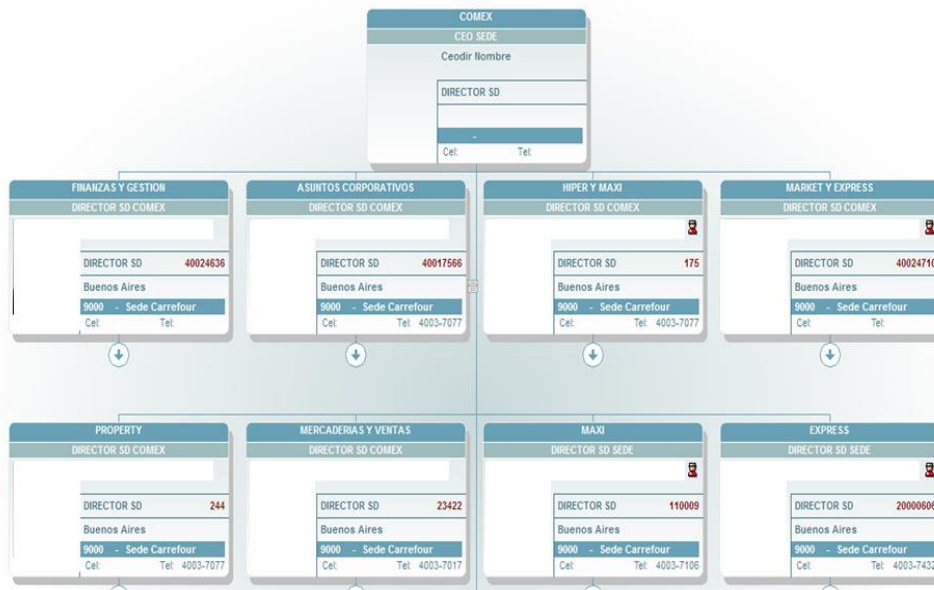 COMEX
CEO SEDE
Ceodir Nombre
DIRECTOR SD
-
Cel: Tel:
FINANZAS Y GESTION
DIRECTOR SD COMEX
DIRECTOR SD 40024636
Buenos Aires
9000 - Sede Carrefour
Cel: Tel:
ASUNTOS CORPORATIVOS
DIRECTOR SD COMEX
DIRECTOR SD 40017566
Buenos Aires
9000 - Sede Carrefour
Cel: Tel: 4003-7077
HIPER Y MAXI
DIRECTOR SD COMEX
DIRECTOR SD 175
Buenos Aires
9000 - Sede Carrefour
Cel: Tel: 4003-7077
MARKET Y EXPRESS
DIRECTOR SD COMEX
DIRECTOR SD 40024710
Buenos Aires
9000 - Sede Carrefour
Cel: Tel:
PROPERTY
DIRECTOR SD COMEX
DIRECTOR SD 244
Buenos Aires
9000 - Sede Carrefour
Cel: Tel: 4003-7077
MERCADERIAS Y VENTAS
DIRECTOR SD COMEX
DIRECTOR SD 23422
Buenos Aires
9000 - Sede Carrefour
Cel: Tel: 4003-7017
MAXI
DIRECTOR SD SEDE
DIRECTOR SD 110009
Buenos Aires
9000 - Sede Carrefour
Cel: Tel: 4003-7106
EXPRESS
DIRECTOR SD SEDE
DIRECTOR SD 20000606
Buenos Aires
9000 - Sede Carrefour
Cel: Tel: 4003-7432